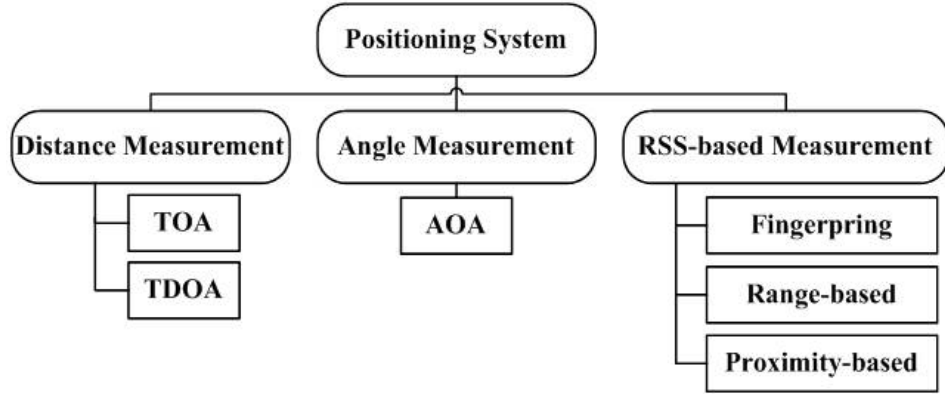 Positioning System
Distance Measurement
Angle Measurement
RSS-based Measurement
TOA
TDOA
AOA
Fingerpring
Range-based
Proximity-based